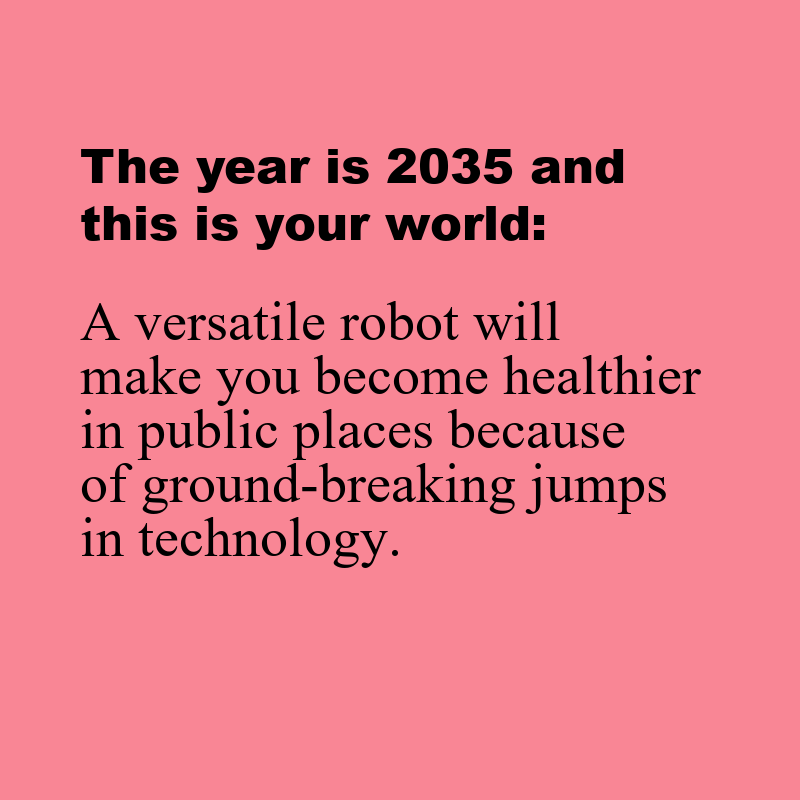 The year is 2035 and
this is your world:
A versatile robot will
make you become healthier
in public places because
of ground-breaking jumps
in technology.